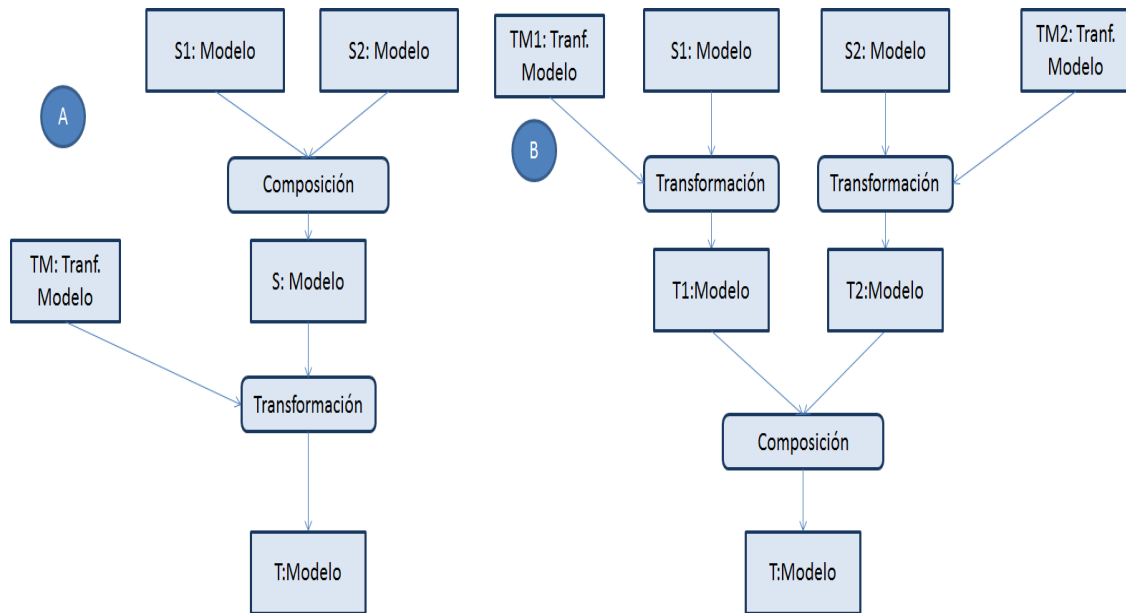 S1: Modelo
S2: Modelo
A
Composición
TM: Tranf.
Modelo
S: Modelo
Transformación
T:Modelo
TM1: Tranf.
Modelo
S1: Modelo
S2: Modelo
TM2: Tranf.
Modelo
B
Transformación
Transformación
T1:Modelo
T2:Modelo
Composición
T:Modelo